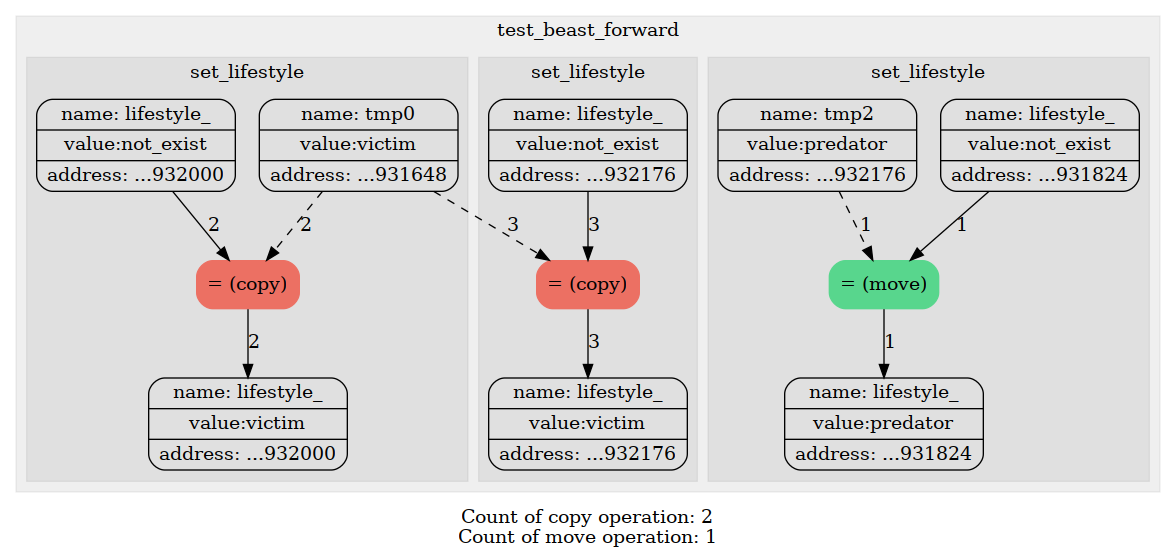 test_beast_forward
set_lifestyle
set_lifestyle
set_lifestyle
name: lifestyle_
value:not_exist
address: ...932000
name: tmp0
value:victim
address: ...931648
name: lifestyle_
value:not_exist
address: ...932176
name: tmp2
value:predator
address: ...932176
name: lifestyle_
value:not_exist
address: ...931824
2
2
3
3
1
1
= (copy)
= (copy)
= (move)
2
3
1
name: lifestyle_
value:victim
address: ...932000
name: lifestyle_
value:victim
address: ...932176
name: lifestyle_
value:predator
address: ...931824
Count of copy operation: 2
Count of move operation: 1